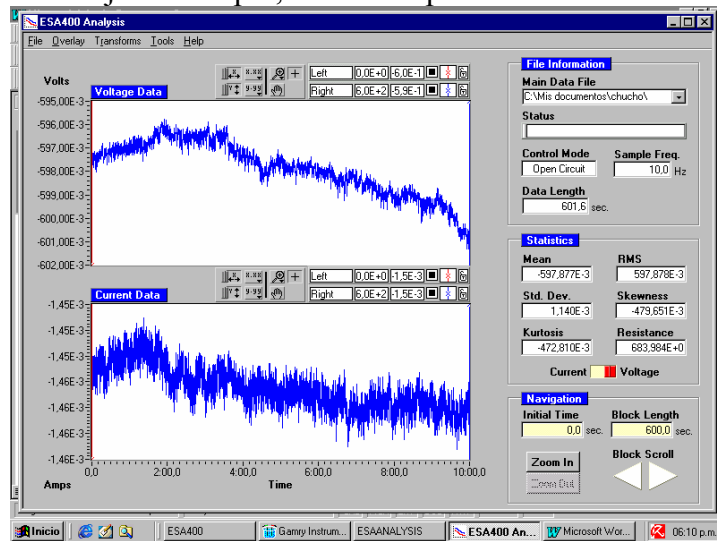 ESA400 Analysis
File Overlay Transforms Tools Help
Volts
Voltage Data
Left 0,0E+0 -6,0E-1
Right 6,0E+2 -5,9E-1
-595,00E-3
-596,00E-3
-597,00E-3
-598,00E-3
-599,00E-3
-600,00E-3
-601,00E-3
-602,00E-3
Current Data
Left 0,0E+0 -1,5E-3
Right 6,0E+2 -1,5E-3
-1,45E-3
-1,45E-3
-1,45E-3
-1,46E-3
-1,46E-3
-1,46E-3
-1,46E-3
0,0 2:00,0 4:00,0 6:00,0 8:00,0 10:00,0
Amps Time
File Information
Main Data File
C:\Mis documentos\chucho\
Status
Control Mode Sample Freq.
Open Circuit 10,0 Hz
Data Length
601,6 sec.
Statistics
Mean RMS
-597,877E-3 597,878E-3
Std. Dev. Skewness
1,140E-3 -479,651E-3
Kurtosis Resistance
-472,810E-3 683,984E+0
Current Voltage
Navigation
Initial Time Block Length
0,0 sec. 600,0 sec.
Zoom In Block Scroll
Zoom Out
Inicio ESA400 Gamry Instrum... ESAANALYSIS ESA400 An... Microsoft Wor... 06:10 p.m.